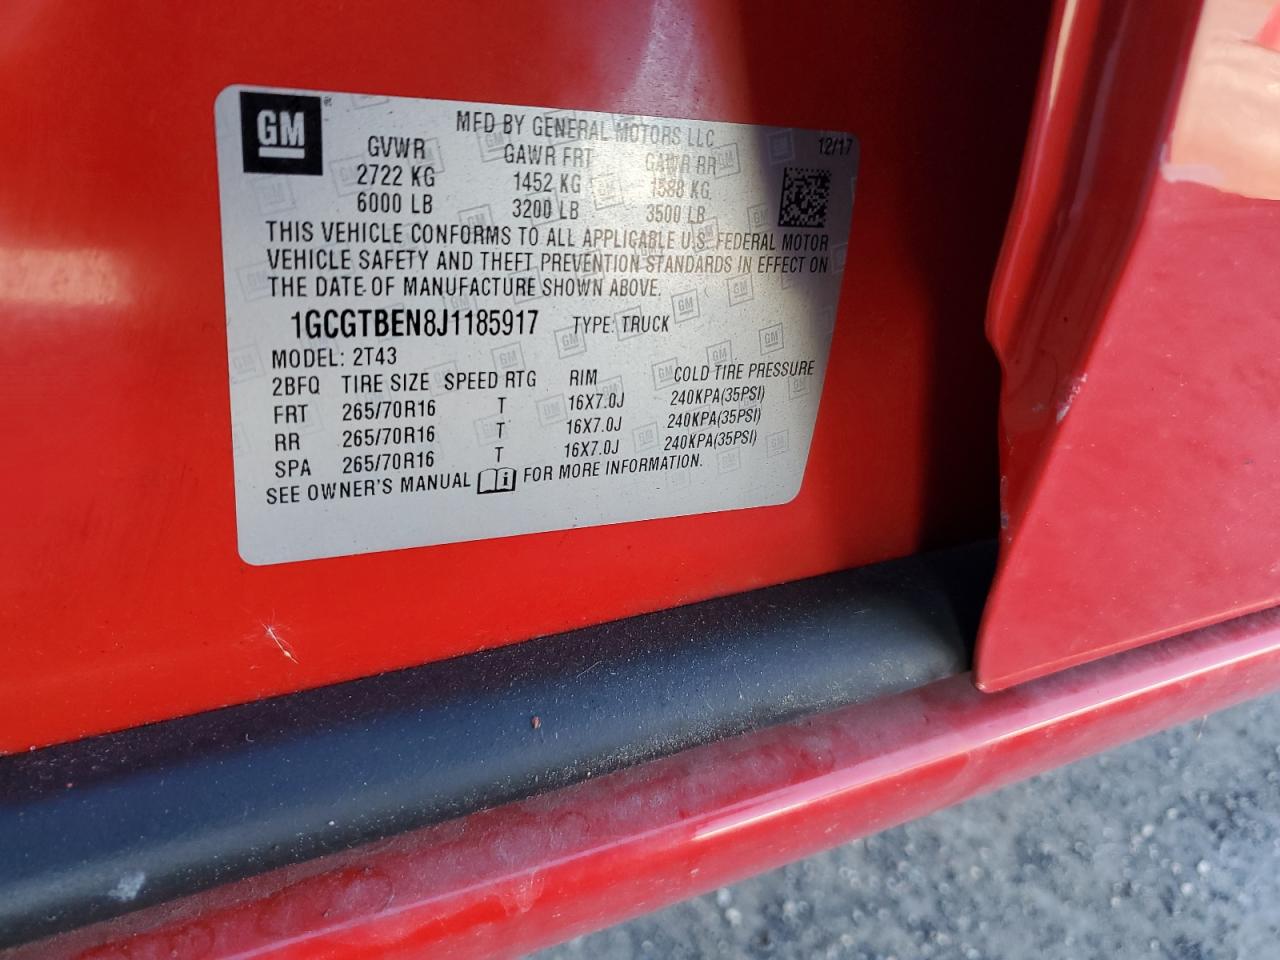 GM
MFD BY GENERAL MOTORS LLC 12/17
GVWR GAWR FRT GAWR RR
2722 KG 1452 KG 1588 KG
6000 LB 3200 LB 3500 LB
THIS VEHICLE CONFORMS TO ALL APPLICABLE U.S. FEDERAL MOTOR
VEHICLE SAFETY AND THEFT PREVENTION STANDARDS IN EFFECT ON
THE DATE OF MANUFACTURE SHOWN ABOVE.
1GCGTBEN8J1185917 TYPE: TRUCK
MODEL: 2T43
2BFQ TIRE SIZE SPEED RTG RIM COLD TIRE PRESSURE
FRT 265/70R16 T 16X7.0J 240KPA(35PSI)
RR 265/70R16 T 16X7.0J 240KPA(35PSI)
SPA 265/70R16 T 16X7.0J 240KPA(35PSI)
SEE OWNER'S MANUAL i FOR MORE INFORMATION.